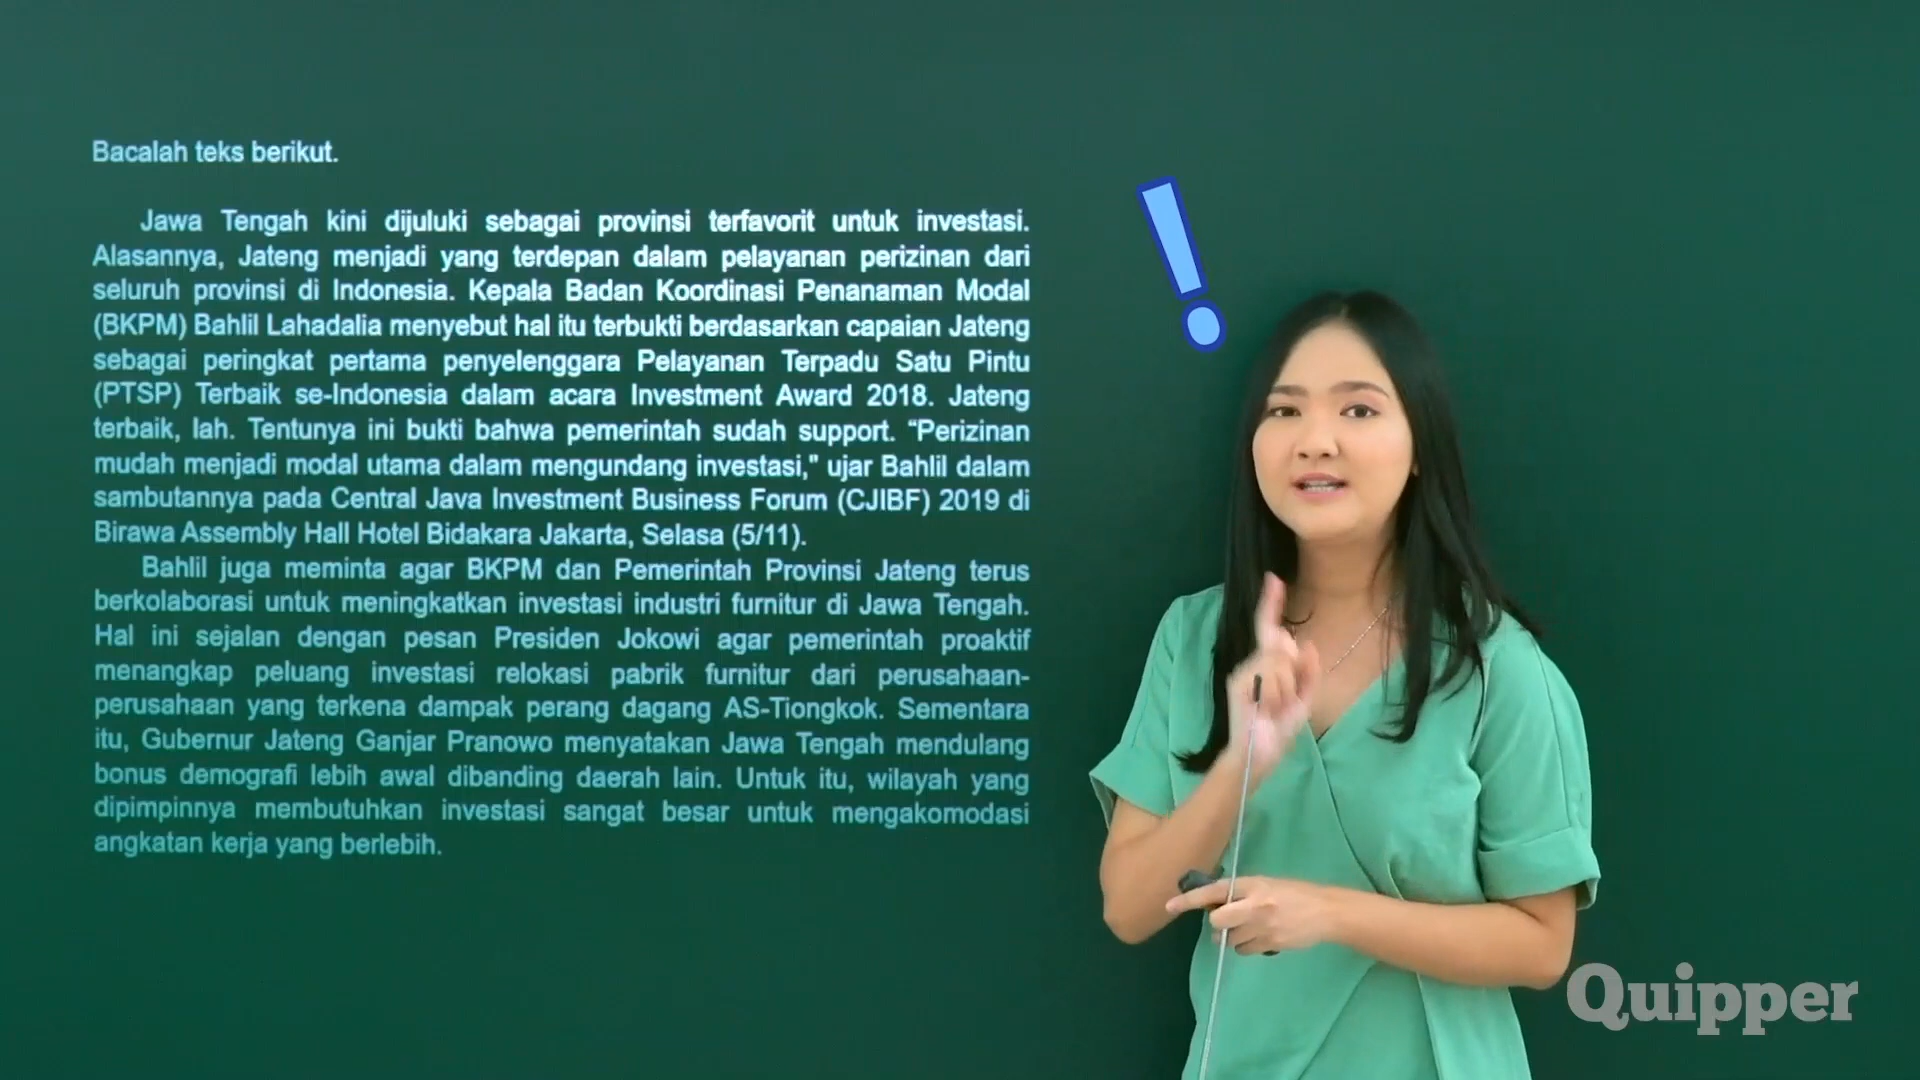 Bacalah teks berikut.
Jawa Tengah kini dijuluki sebagai provinsi terfavorit untuk investasi.
Alasannya, Jateng menjadi yang terdepan dalam pelayanan perizinan dari
seluruh provinsi di Indonesia. Kepala Badan Koordinasi Penanaman Modal
(BKPM) Bahlil Lahadalia menyebut hal itu terbukti berdasarkan capaian Jateng
sebagai peringkat pertama penyelenggara Pelayanan Terpadu Satu Pintu
(PTSP) Terbaik se-Indonesia dalam acara Investment Award 2018. Jateng
terbaik, lah. Tentunya ini bukti bahwa pemerintah sudah support. “Perizinan
mudah menjadi modal utama dalam mengundang investasi," ujar Bahlil dalam
sambutannya pada Central Java Investment Business Forum (CJIBF) 2019 di
Birawa Assembly Hall Hotel Bidakara Jakarta, Selasa (5/11).
Bahlil juga meminta agar BKPM dan Pemerintah Provinsi Jateng terus
berkolaborasi untuk meningkatkan investasi industri furnitur di Jawa Tengah.
Hal ini sejalan dengan pesan Presiden Jokowi agar pemerintah proaktif
menangkap peluang investasi relokasi pabrik furnitur dari perusahaan-
perusahaan yang terkena dampak perang dagang AS-Tiongkok. Sementara
itu, Gubernur Jateng Ganjar Pranowo menyatakan Jawa Tengah mendulang
bonus demografi lebih awal dibanding daerah lain. Untuk itu, wilayah yang
dipimpinnya membutuhkan investasi sangat besar untuk mengakomodasi
angkatan kerja yang berlebih.
!
Quipper